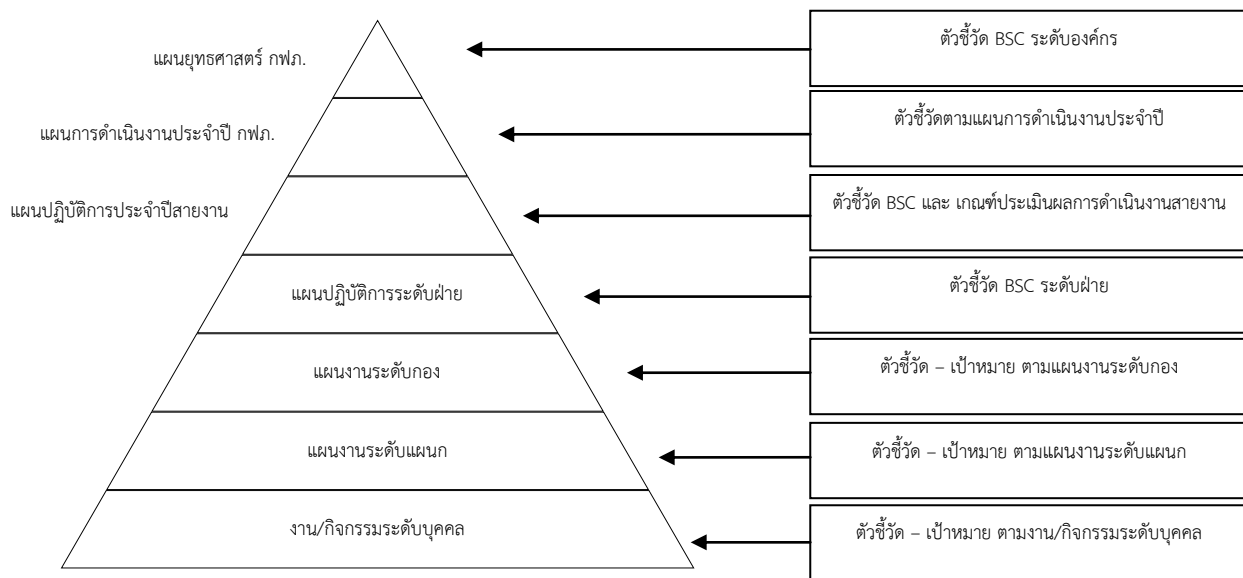 แผนยุทธศาสตร์ กฟภ.
ตัวชี้วัด BSC ระดับองค์กร
แผนการดำเนินงานประจำปี กฟภ.
ตัวชี้วัดตามแผนการดำเนินงานประจำปี
แผนปฏิบัติการประจำปีสายงาน
ตัวชี้วัด BSC และ เกณฑ์ประเมินผลการดำเนินงานสายงาน
แผนปฏิบัติการระดับฝ่าย
ตัวชี้วัด BSC ระดับฝ่าย
แผนงานระดับกอง
ตัวชี้วัด – เป้าหมาย ตามแผนงานระดับกอง
แผนงานระดับแผนก
ตัวชี้วัด – เป้าหมาย ตามแผนงานระดับแผนก
งาน/กิจกรรมระดับบุคคล
ตัวชี้วัด – เป้าหมาย ตามงาน/กิจกรรมระดับบุคคล